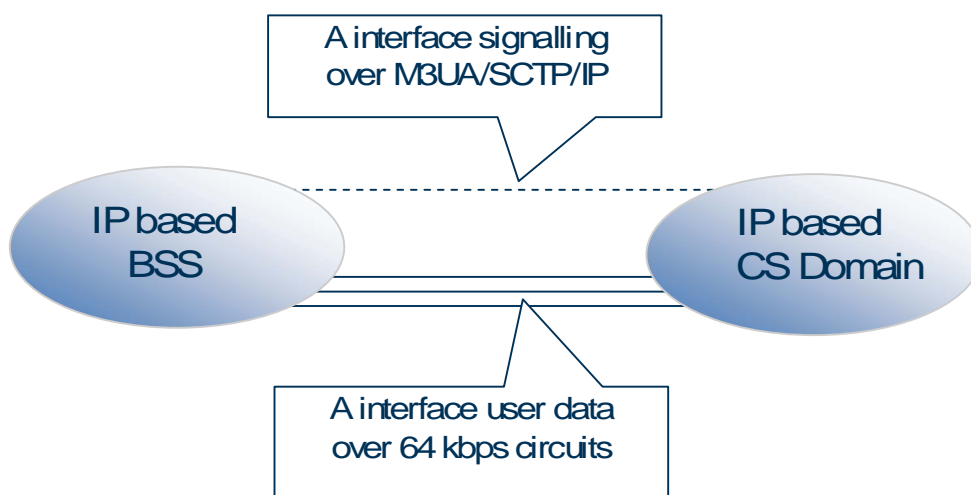 A interface signalling
over M3UA/SCTP/IP
IP based
BSS
IP based
CS Domain
A interface user data
over 64 kbps circuits